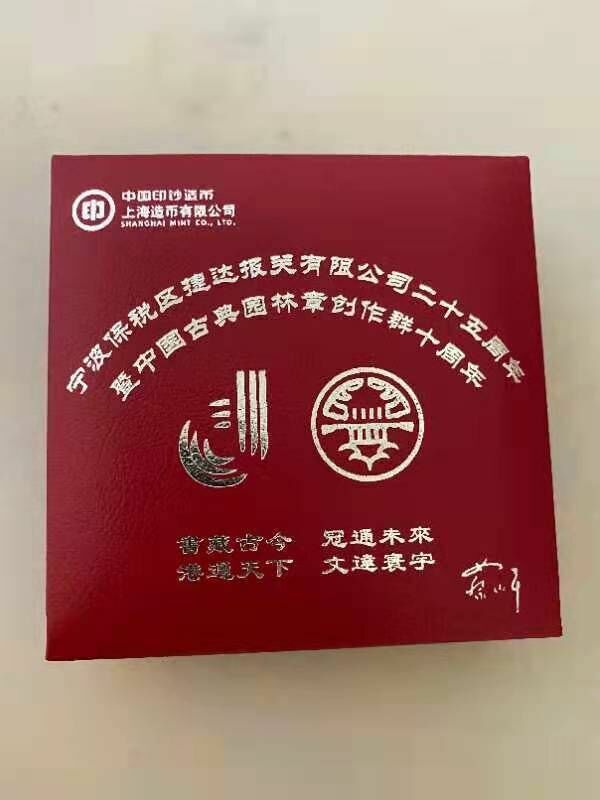 印
中国印钞造币
上海造币有限公司
SHANGHAI MINT CO., LTD.
宁波保税区捷达报关有限公司二十五周年
暨中国古典园林章创作群十周年
書藏古今 冠通未來
港通天下 文達寰宇